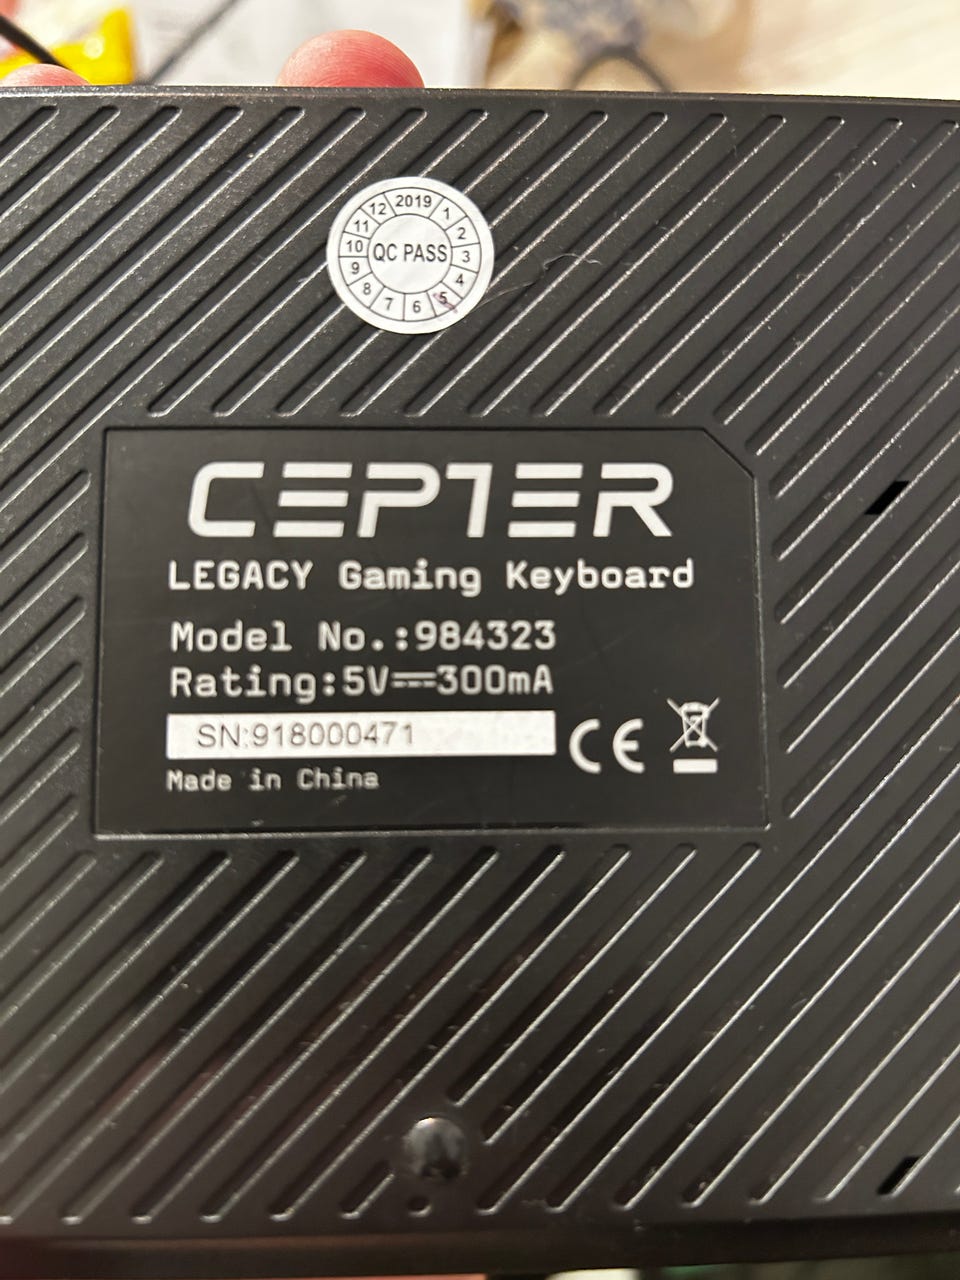 2019
1
2
3
4
5
6
7
8
9
10
11
12
QC PASS
CEPTER
LEGACY Gaming Keyboard
Model No.:984323
Rating:5V⎓300mA
SN:918000471
CE
Made in China